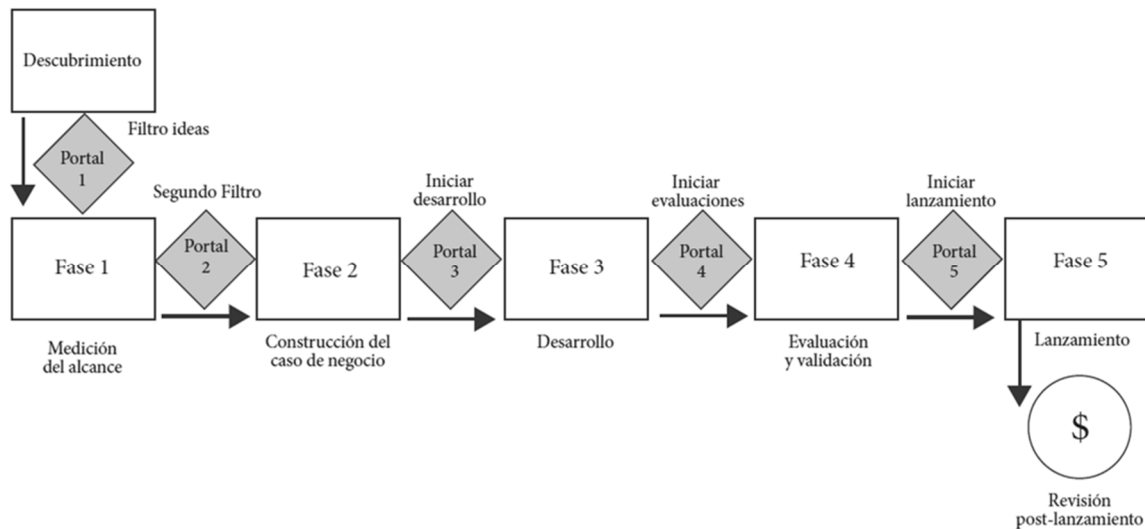 Descubrimiento
Filtro ideas
Portal
1
Fase 1
Medición
del alcance
Segundo Filtro
Portal
2
Fase 2
Construcción del
caso de negocio
Iniciar
desarrollo
Portal
3
Fase 3
Desarrollo
Iniciar
evaluaciones
Portal
4
Fase 4
Evaluación
y validación
Iniciar
lanzamiento
Portal
5
Fase 5
Lanzamiento
$
Revisión
post-lanzamiento